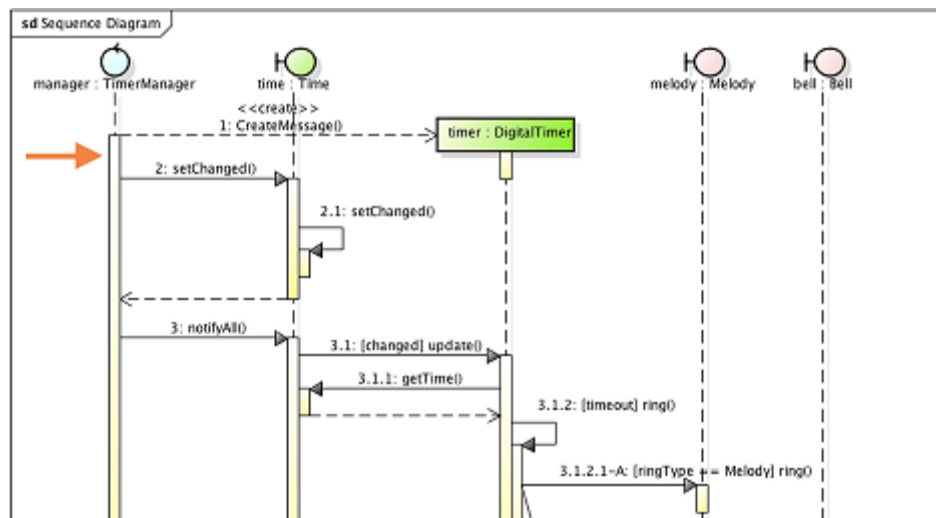 sd Sequence Diagram
manager : TimerManager
time : Time
melody : Melody
bell : Bell
<<create>>
1: CreateMessage()
timer : DigitalTimer
2: setChanged()
2.1: setChanged()
3: notifyAll()
3.1: [changed] update()
3.1.1: getTime()
3.1.2: [timeout] ring()
3.1.2.1-A: [ringType == Melody] ring()